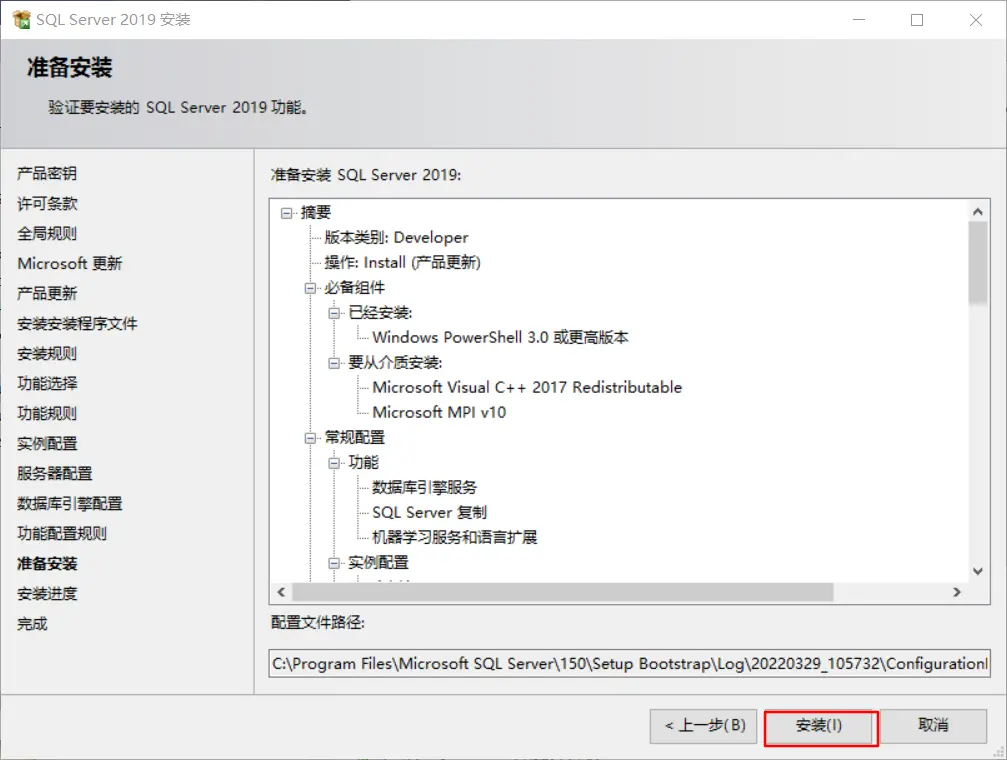 SQL Server 2019 安装
准备安装
验证要安装的 SQL Server 2019 功能。
产品密钥
许可条款
全局规则
Microsoft 更新
产品更新
安装安装程序文件
安装规则
功能选择
功能规则
实例配置
服务器配置
数据库引擎配置
功能配置规则
准备安装
安装进度
完成
准备安装 SQL Server 2019:
摘要
版本类别: Developer
操作: Install (产品更新)
必备组件
已经安装:
Windows PowerShell 3.0 或更高版本
要从介质安装:
Microsoft Visual C++ 2017 Redistributable
Microsoft MPI v10
常规配置
功能
数据库引擎服务
SQL Server 复制
机器学习服务和语言扩展
实例配置
配置文件路径:
C:\Program Files\Microsoft SQL Server\150\Setup Bootstrap\Log\20220329_105732\Configuration
< 上一步(B)
安装(I)
取消